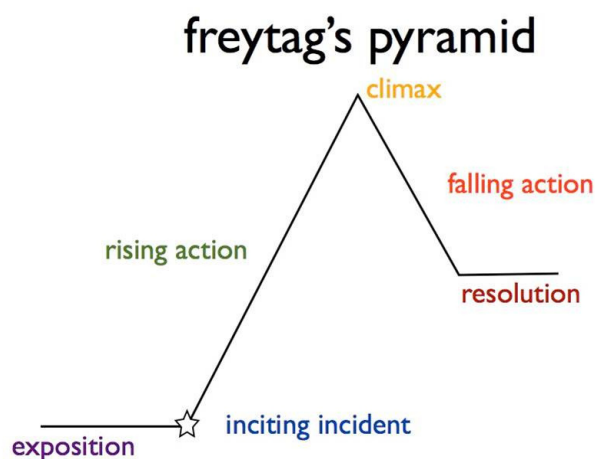 freytag's pyramid
climax
falling action
rising action
resolution
inciting incident
exposition